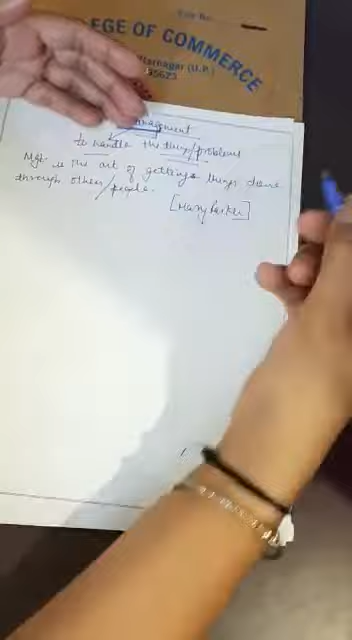 EGE OF COMMERCE
nagar (U.P.)
Management
to handle the things/problems
Mgt is the art of getting things done
through others/people.
[Mary Parker]